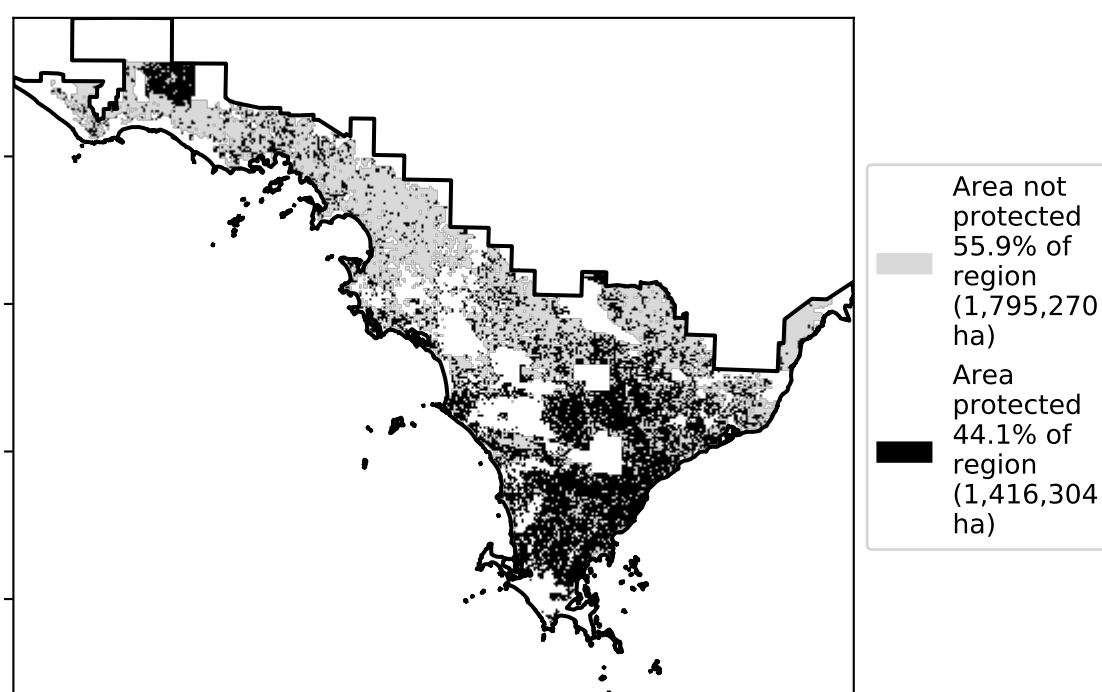 Area not
protected
55.9% of
region
(1,795,270
ha)
Area
protected
44.1% of
region
(1,416,304
ha)